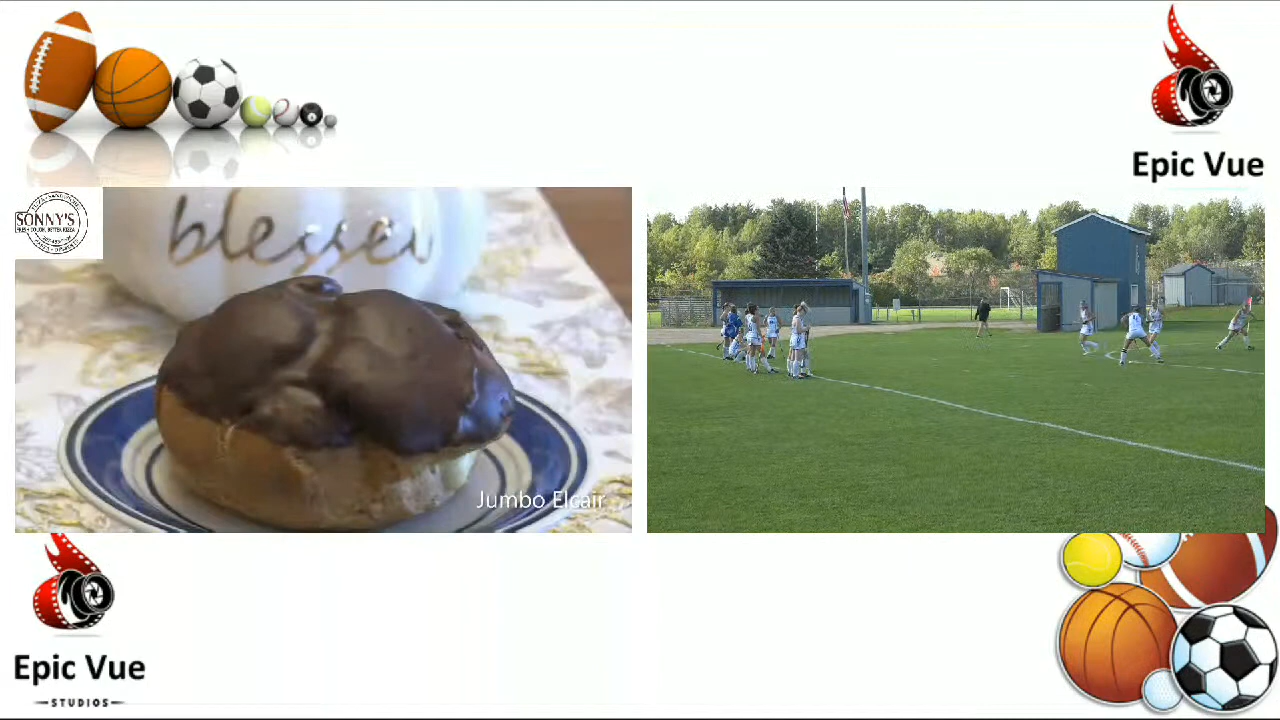 Epic Vue
SONNY'S
blessed
Jumbo Elcair
Epic Vue
STUDIOS